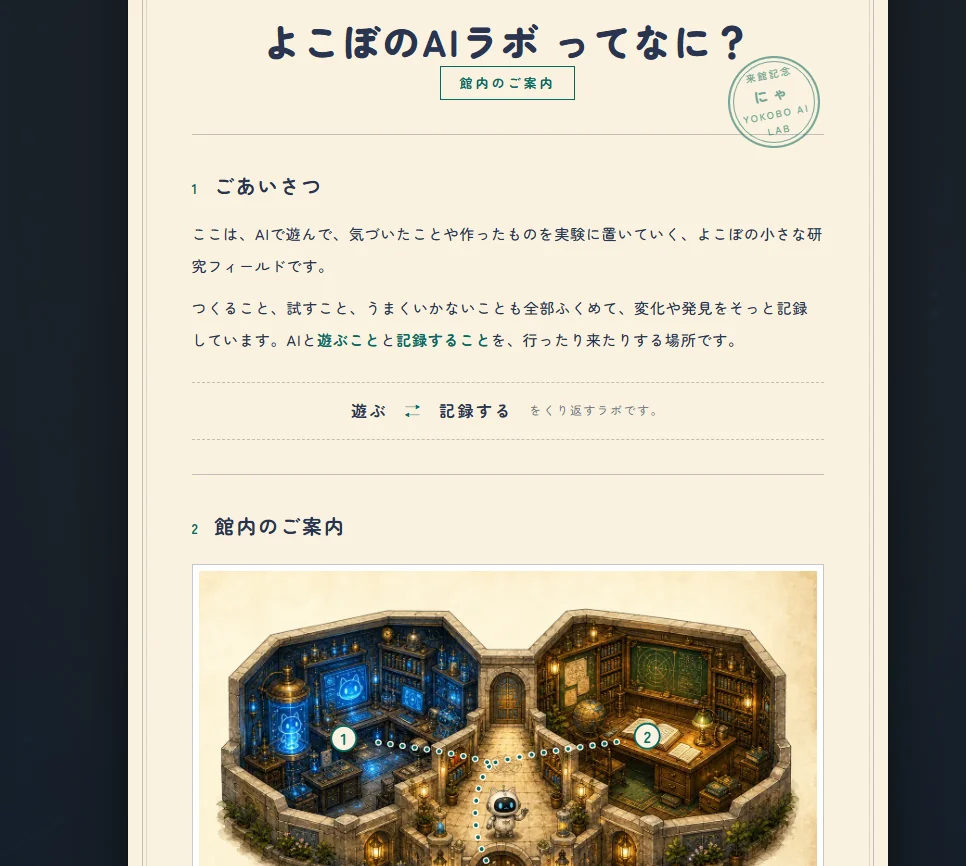 よこぼのAIラボ ってなに？
館内のご案内
来館記念
にゃ
YOKOBO AI
LAB
1 ごあいさつ
ここは、AIで遊んで、気づいたことや作ったものを実験に置いていく、よこぼの小さな研
究フィールドです。
つくること、試すこと、うまくいかないことも全部ふくめて、変化や発見をそっと記録
しています。AIと遊ぶことと記録することを、行ったり来たりする場所です。
遊ぶ ⇄ 記録する をくり返すラボです。
2 館内のご案内
1
2